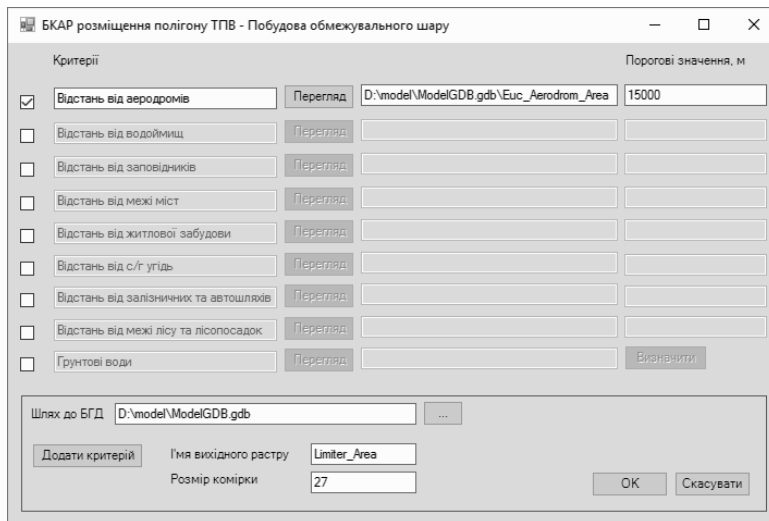 БКАР розміщення полігону ТПВ - Побудова обмежувального шару
Критерії Порогові значення, м
Відстань від аеродромів Перегляд D:\model\ModelGDB.gdb\Euc_Aerodrom_Area 15000
Відстань від водоймищ Перегляд
Відстань від заповідників Перегляд
Відстань від межі міст Перегляд
Відстань від житлової забудови Перегляд
Відстань від с/г угідь Перегляд
Відстань від залізничних та автошляхів Перегляд
Відстань від межі лісу та лісопосадок Перегляд
Грунтові води Перегляд Визначити
Шлях до БГД D:\model\ModelGDB.gdb ...
Додати критерій І'мя вихідного растру Limiter_Area
Розмір комірки 27 OK Скасувати